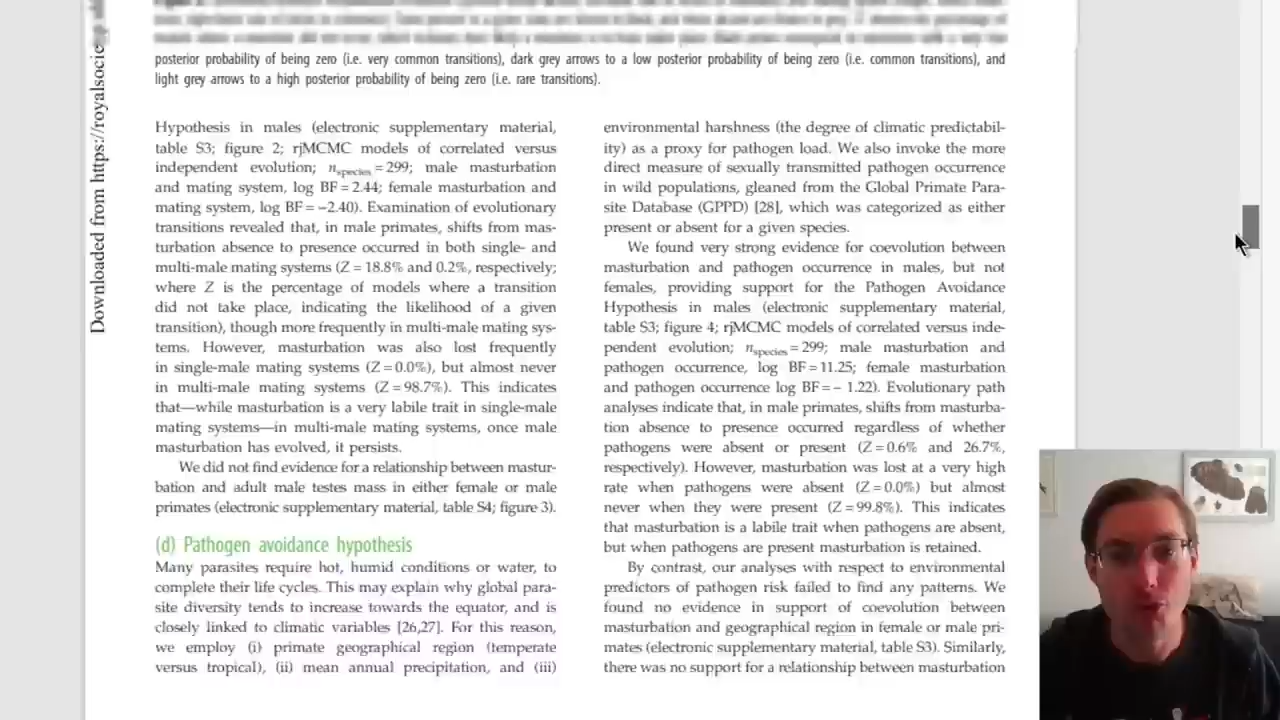 Downloaded from https://royalsocie
posterior probability of being zero (i.e. very common transitions), dark grey arrows to a low posterior probability of being zero (i.e. common transitions), and
light grey arrows to a high posterior probability of being zero (i.e. rare transitions).
Hypothesis in males (electronic supplementary material,
table S3; figure 2; rjMCMC models of correlated versus
independent evolution; nspecies = 299; male masturbation
and mating system, log BF = 2.44; female masturbation and
mating system, log BF = −2.40). Examination of evolutionary
transitions revealed that, in male primates, shifts from mas-
turbation absence to presence occurred in both single- and
multi-male mating systems (Z = 18.8% and 0.2%, respectively;
where Z is the percentage of models where a transition
did not take place, indicating the likelihood of a given
transition), though more frequently in multi-male mating sys-
tems. However, masturbation was also lost frequently
in single-male mating systems (Z = 0.0%), but almost never
in multi-male mating systems (Z = 98.7%). This indicates
that—while masturbation is a very labile trait in single-male
mating systems—in multi-male mating systems, once male
masturbation has evolved, it persists.
We did not find evidence for a relationship between mastur-
bation and adult male testes mass in either female or male
primates (electronic supplementary material, table S4; figure 3).
(d) Pathogen avoidance hypothesis
Many parasites require hot, humid conditions or water, to
complete their life cycles. This may explain why global para-
site diversity tends to increase towards the equator, and is
closely linked to climatic variables [26,27]. For this reason,
we employ (i) primate geographical region (temperate
versus tropical), (ii) mean annual precipitation, and (iii)
environmental harshness (the degree of climatic predictabil-
ity) as a proxy for pathogen load. We also invoke the more
direct measure of sexually transmitted pathogen occurrence
in wild populations, gleaned from the Global Primate Para-
site Database (GPPD) [28], which was categorized as either
present or absent for a given species.
We found very strong evidence for coevolution between
masturbation and pathogen occurrence in males, but not
females, providing support for the Pathogen Avoidance
Hypothesis in males (electronic supplementary material,
table S3; figure 4; rjMCMC models of correlated versus inde-
pendent evolution; nspecies = 299; male masturbation and
pathogen occurrence, log BF = 11.25; female masturbation
and pathogen occurrence log BF = − 1.22). Evolutionary path
analyses indicate that, in male primates, shifts from masturba-
tion absence to presence occurred regardless of whether
pathogens were absent or present (Z = 0.6% and 26.7%,
respectively). However, masturbation was lost at a very high
rate when pathogens were absent (Z = 0.0%) but almost
never when they were present (Z = 99.8%). This indicates
that masturbation is a labile trait when pathogens are absent,
but when pathogens are present masturbation is retained.
By contrast, our analyses with respect to environmental
predictors of pathogen risk failed to find any patterns. We
found no evidence in support of coevolution between
masturbation and geographical region in female or male pri-
mates (electronic supplementary material, table S3). Similarly,
there was no support for a relationship between masturbation